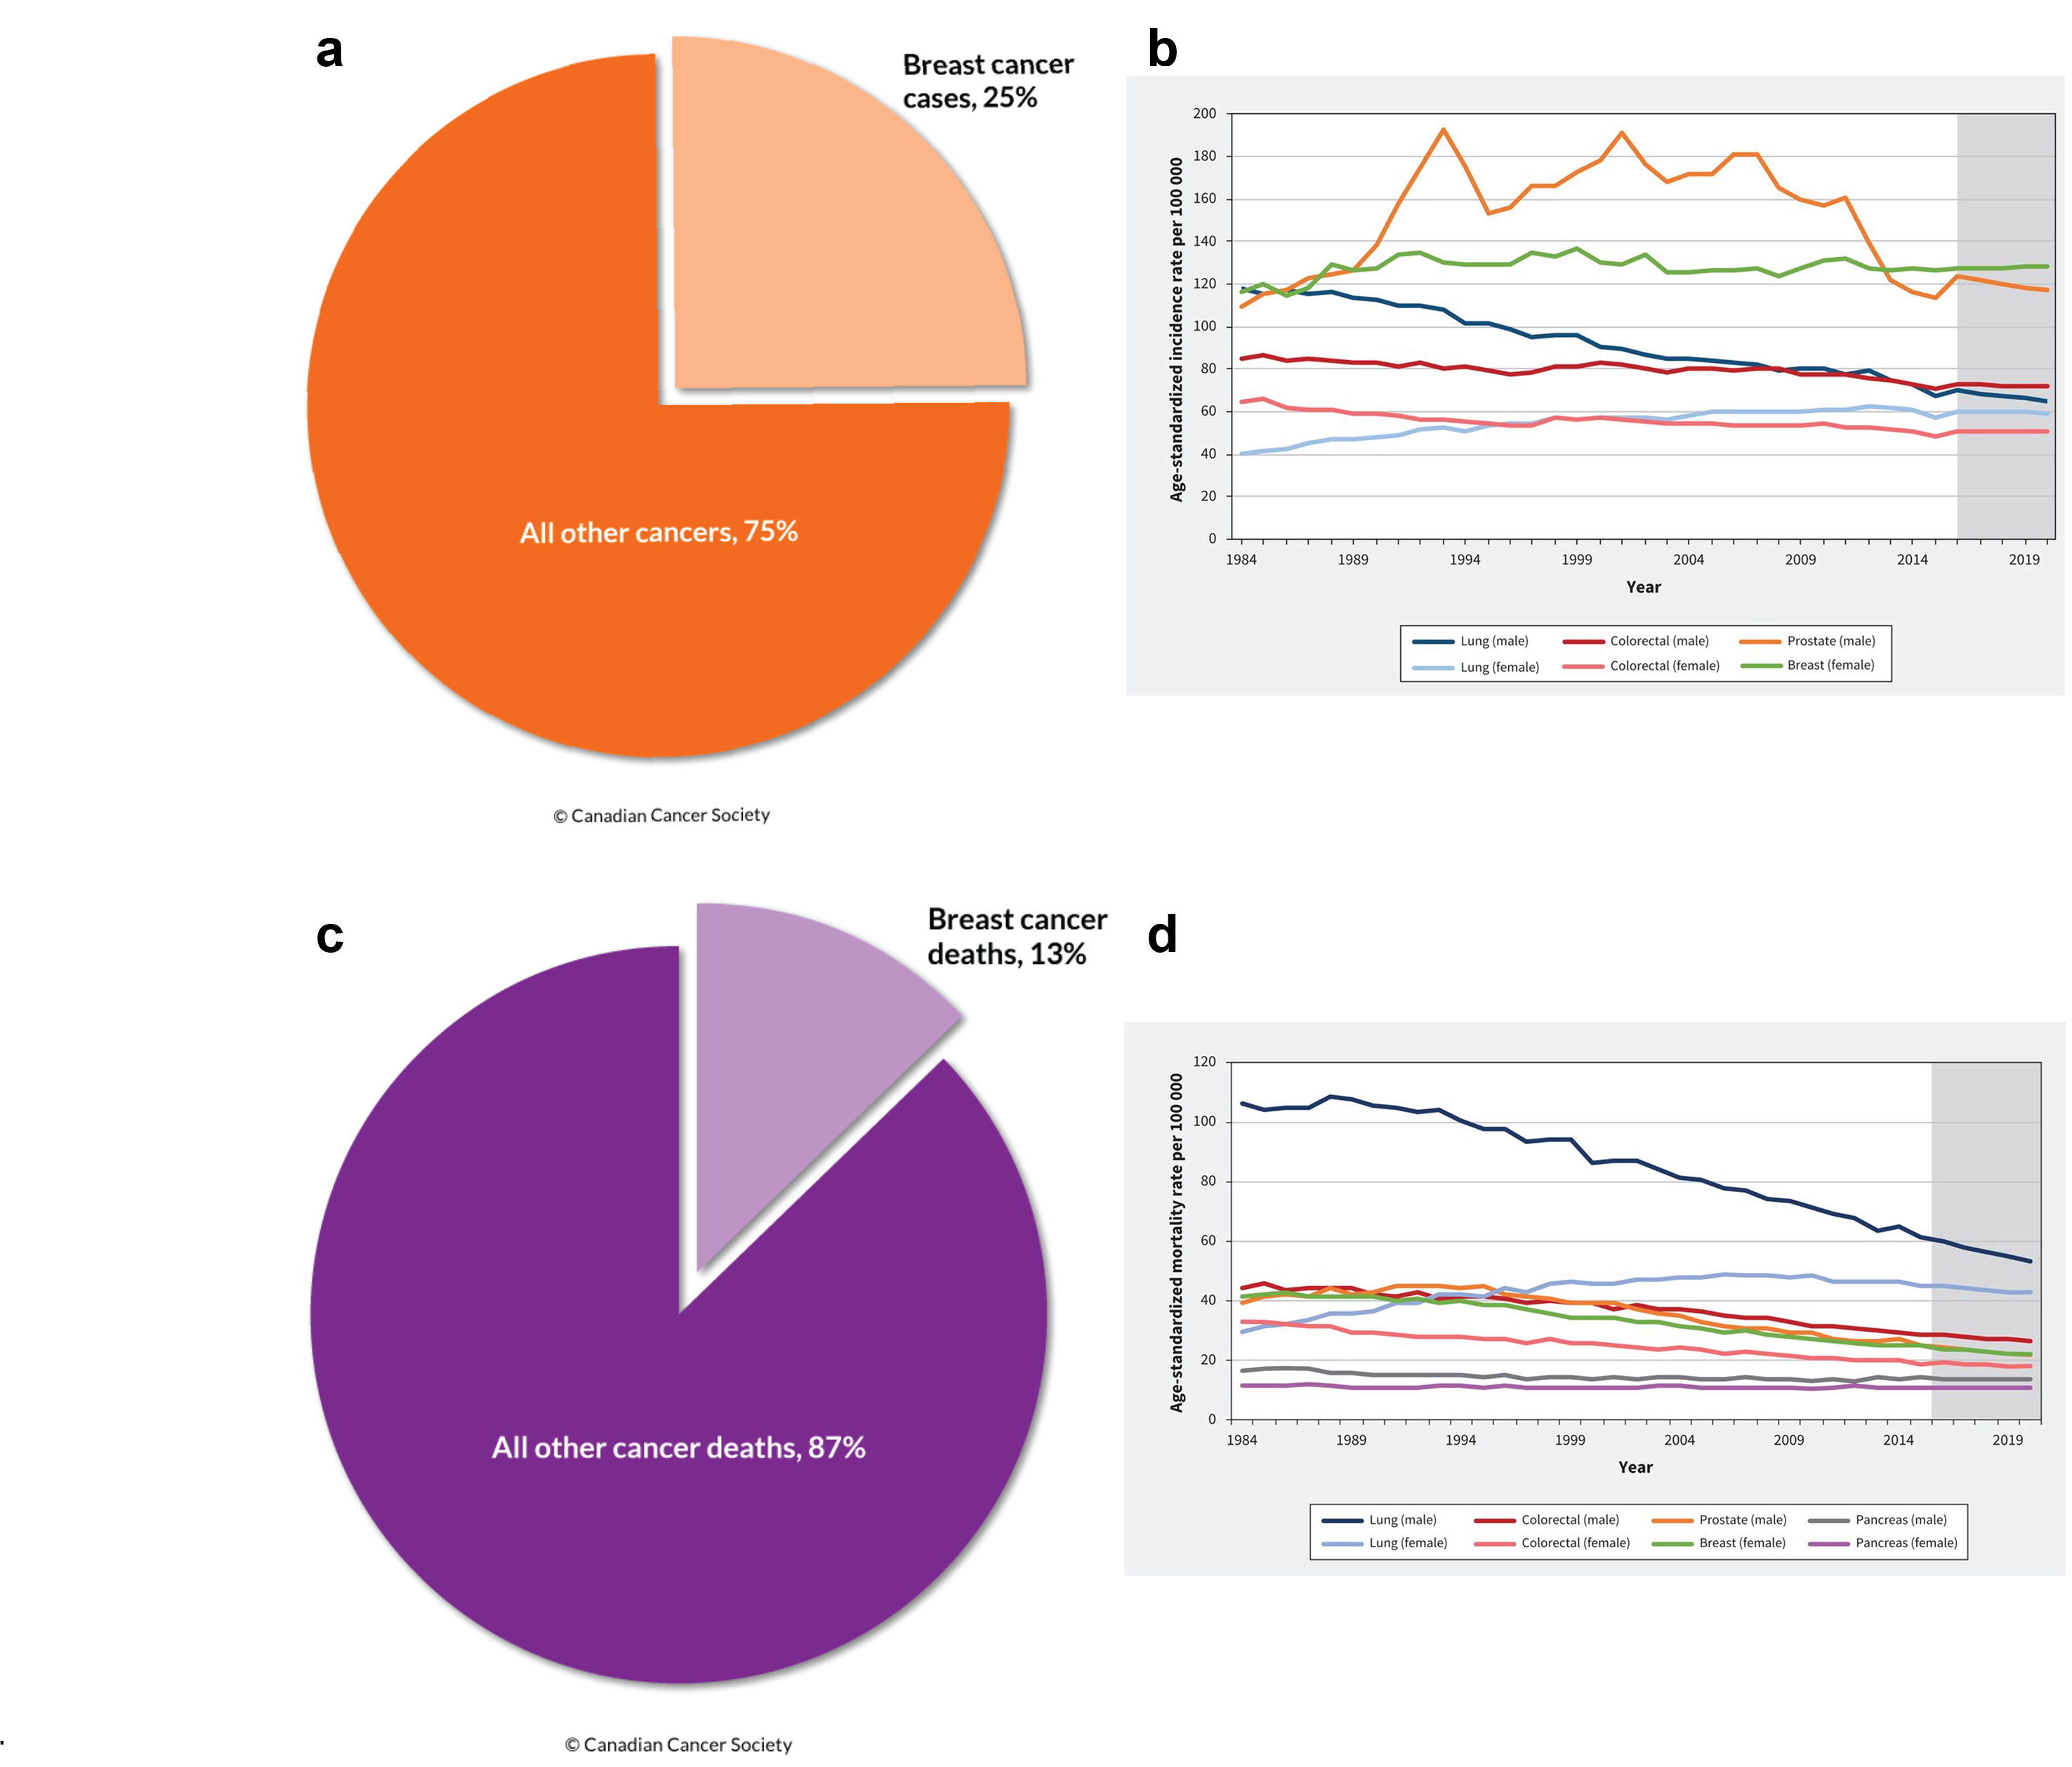 a
Breast cancer
cases, 25%
All other cancers, 75%
© Canadian Cancer Society
b
Age-standardized incidence rate per 100 000
200
180
160
140
120
100
80
60
40
20
0
1984 1989 1994 1999 2004 2009 2014 2019
Year
Lung (male) Colorectal (male) Prostate (male)
Lung (female) Colorectal (female) Breast (female)
c
Breast cancer
deaths, 13%
All other cancer deaths, 87%
© Canadian Cancer Society
d
Age-standardized mortality rate per 100 000
120
100
80
60
40
20
0
1984 1989 1994 1999 2004 2009 2014 2019
Year
Lung (male) Colorectal (male) Prostate (male) Pancreas (male)
Lung (female) Colorectal (female) Breast (female) Pancreas (female)
.